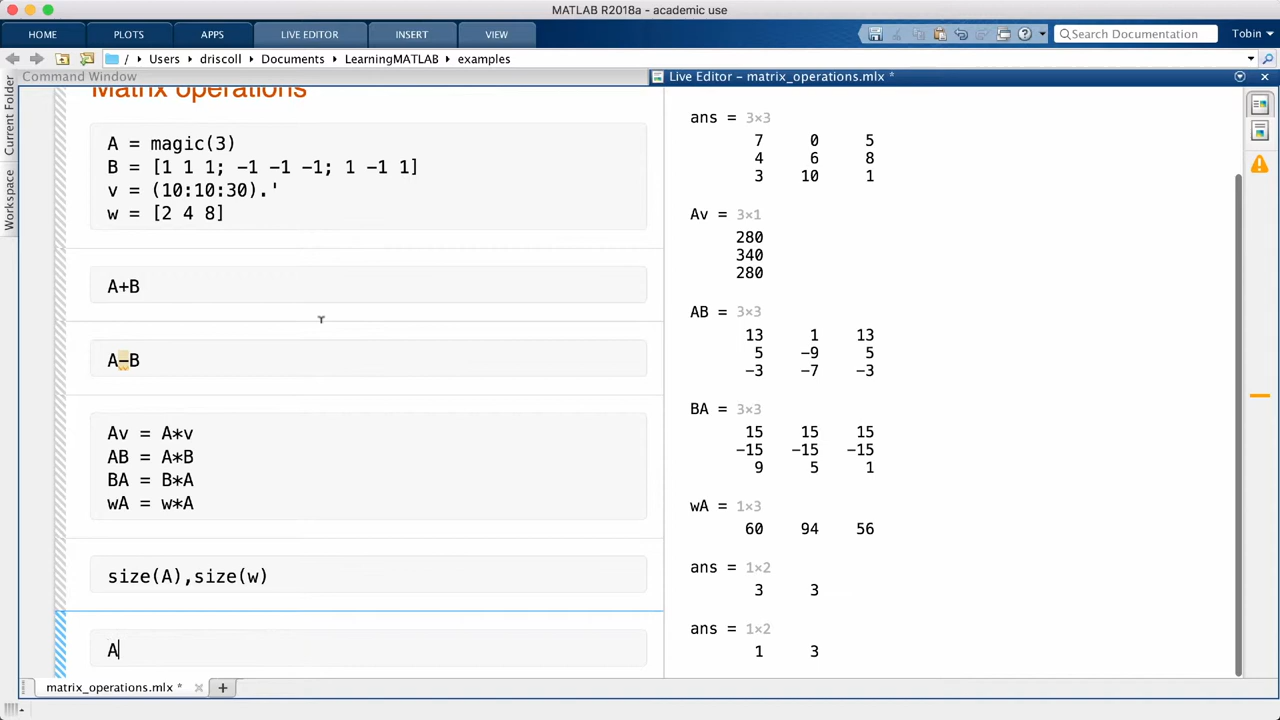 MATLAB R2018a - academic use
HOME PLOTS APPS LIVE EDITOR INSERT VIEW Search Documentation Tobin
/ Users driscoll Documents LearningMATLAB examples
Command Window
Live Editor – matrix_operations.mlx *
Current Folder
Workspace
Matrix operations
A = magic(3)
B = [1 1 1; -1 -1 -1; 1 -1 1]
v = (10:10:30).'
w = [2 4 8]
A+B
A-B
Av = A*v
AB = A*B
BA = B*A
wA = w*A
size(A),size(w)
A
ans = 3×3
7 0 5
4 6 8
3 10 1
Av = 3×1
280
340
280
AB = 3×3
13 1 13
5 -9 5
-3 -7 -3
BA = 3×3
15 15 15
-15 -15 -15
9 5 1
wA = 1×3
60 94 56
ans = 1×2
3 3
ans = 1×2
1 3
matrix_operations.mlx *